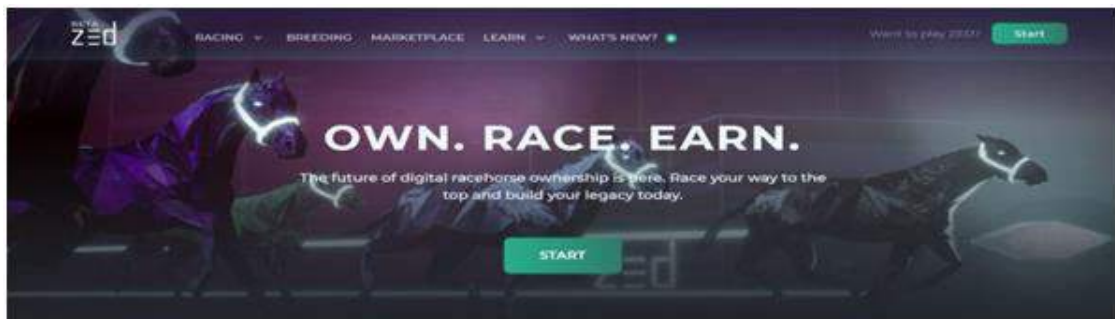 BETA
zed
RACING BREEDING MARKETPLACE LEARN WHAT'S NEW?
Want to play ZED? Start
OWN. RACE. EARN.
The future of digital racehorse ownership is here. Race your way to the
top and build your legacy today.
START
zed